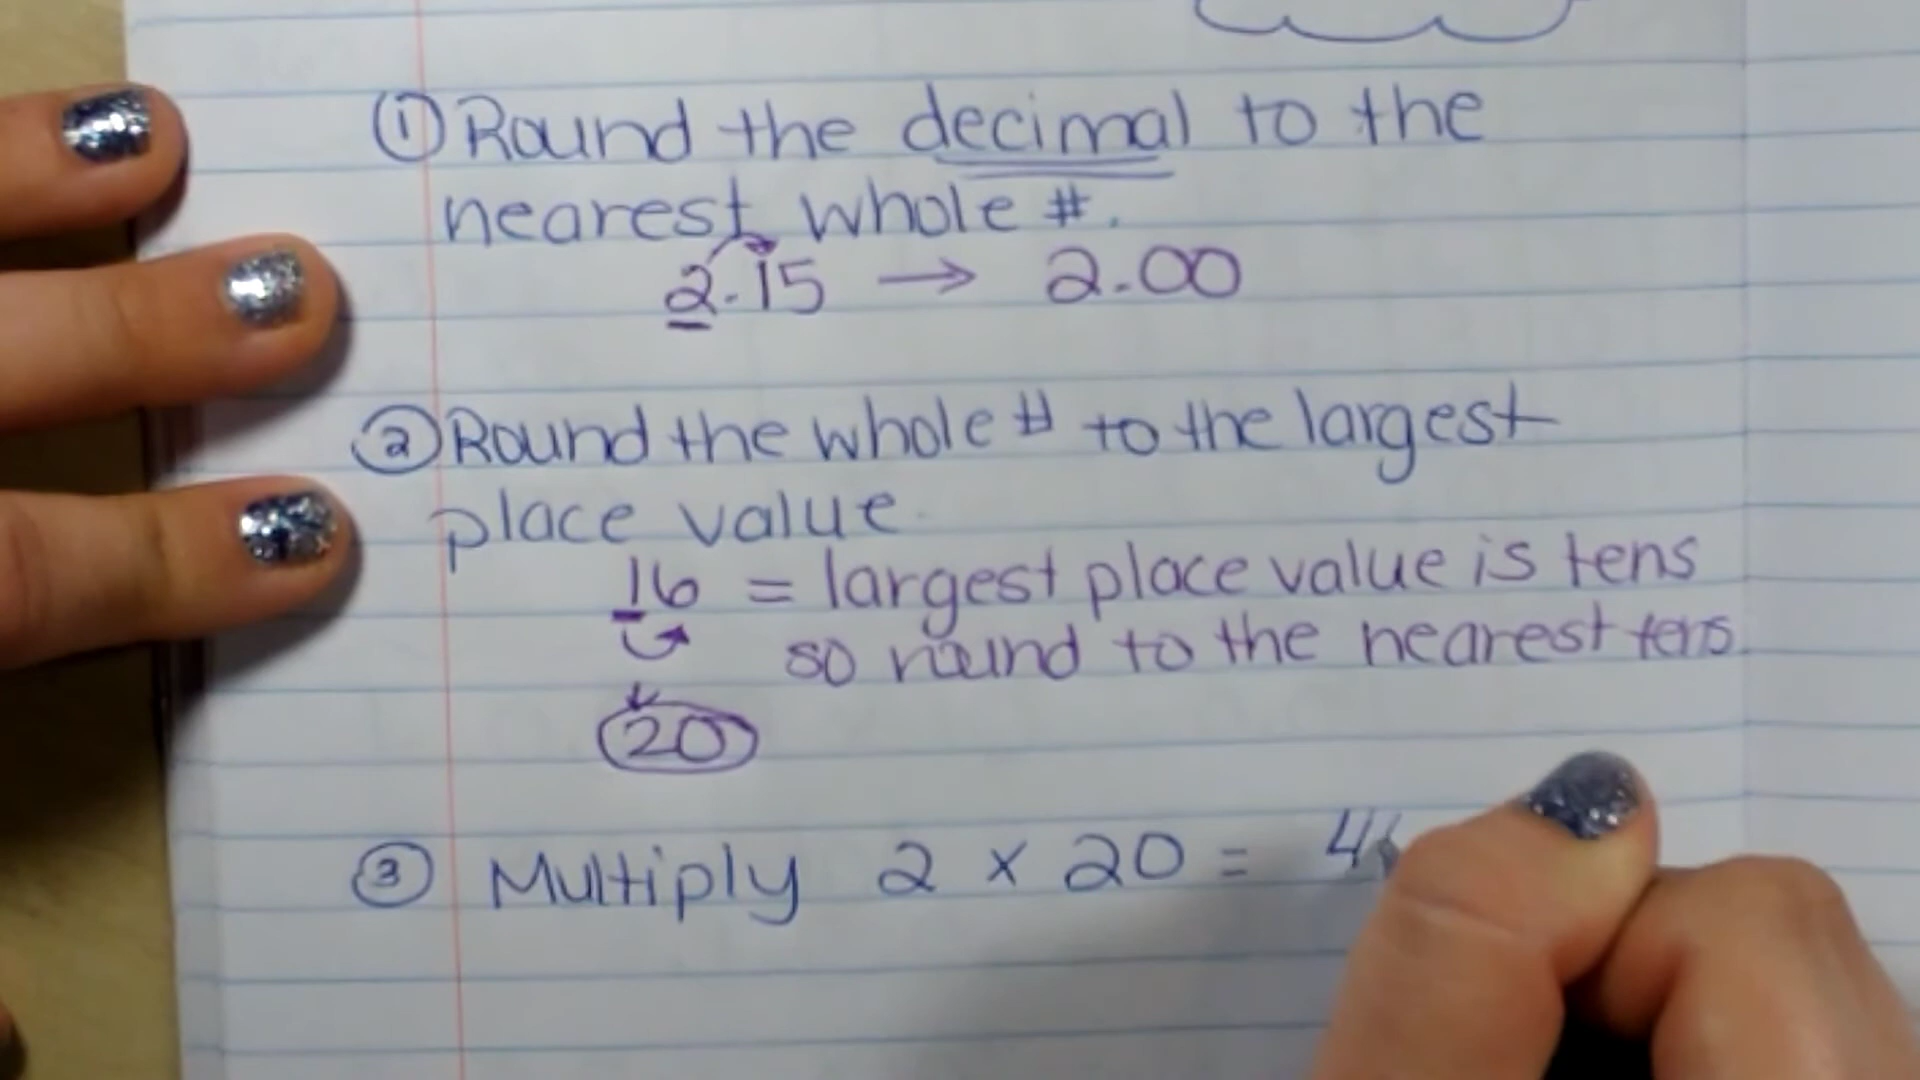 ① Round the decimal to the
nearest whole #.
2.15 → 2.00
② Round the whole # to the largest
place value.
16 = largest place value is tens
so round to the nearest tens.
20
③ Multiply 2 x 20 = 4